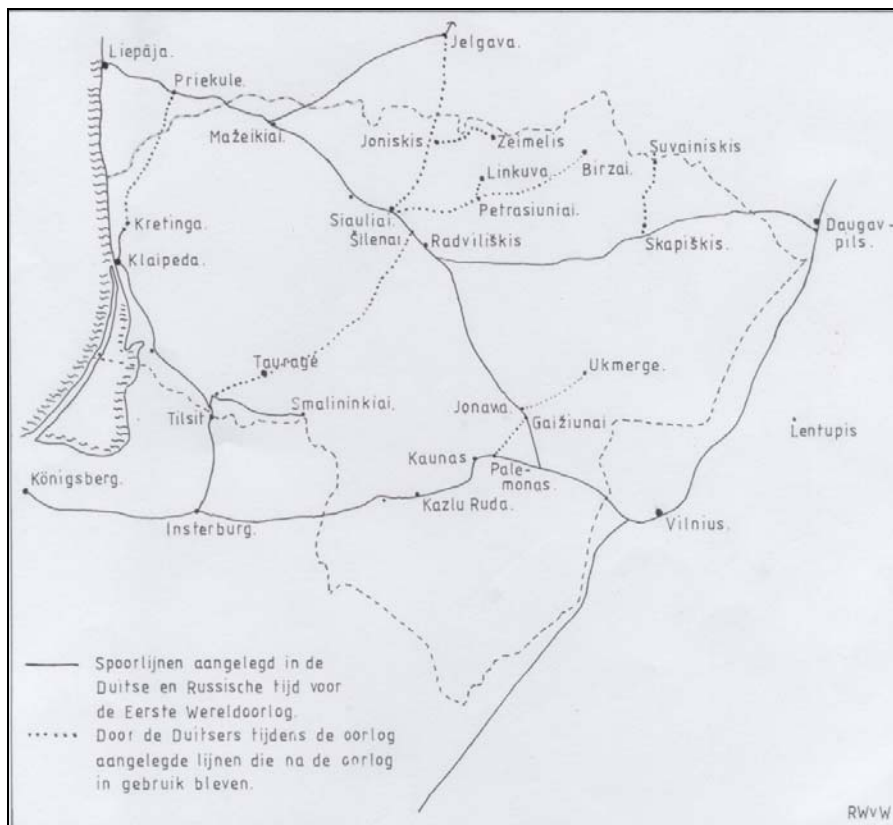 Liepāja.
Priekule.
Jelgava.
Mažeikiai.
Joniskis
Zeimelis
Linkuva.
Birzai.
Suvainiskis
Petrasiuniai.
Kretinga.
Siauliai
Šilenai.
Radviliškis
Skapiškis.
Daugav-
pils.
Klaipeda.
Tauragė
Ukmerge.
Smalininkiai.
Tilsit
Jonawa.
Gaižiunai
Lentupis
Kaunas
Pale-
monas.
Königsberg.
Kazlu Ruda.
Insterburg.
Vilnius.
Spoorlijnen aangelegd in de
Duitse en Russische tijd voor
de Eerste Wereldoorlog.
Door de Duitsers tijdens de oorlog
aangelegde lijnen die na de oorlog
in gebruik bleven.
RWvW